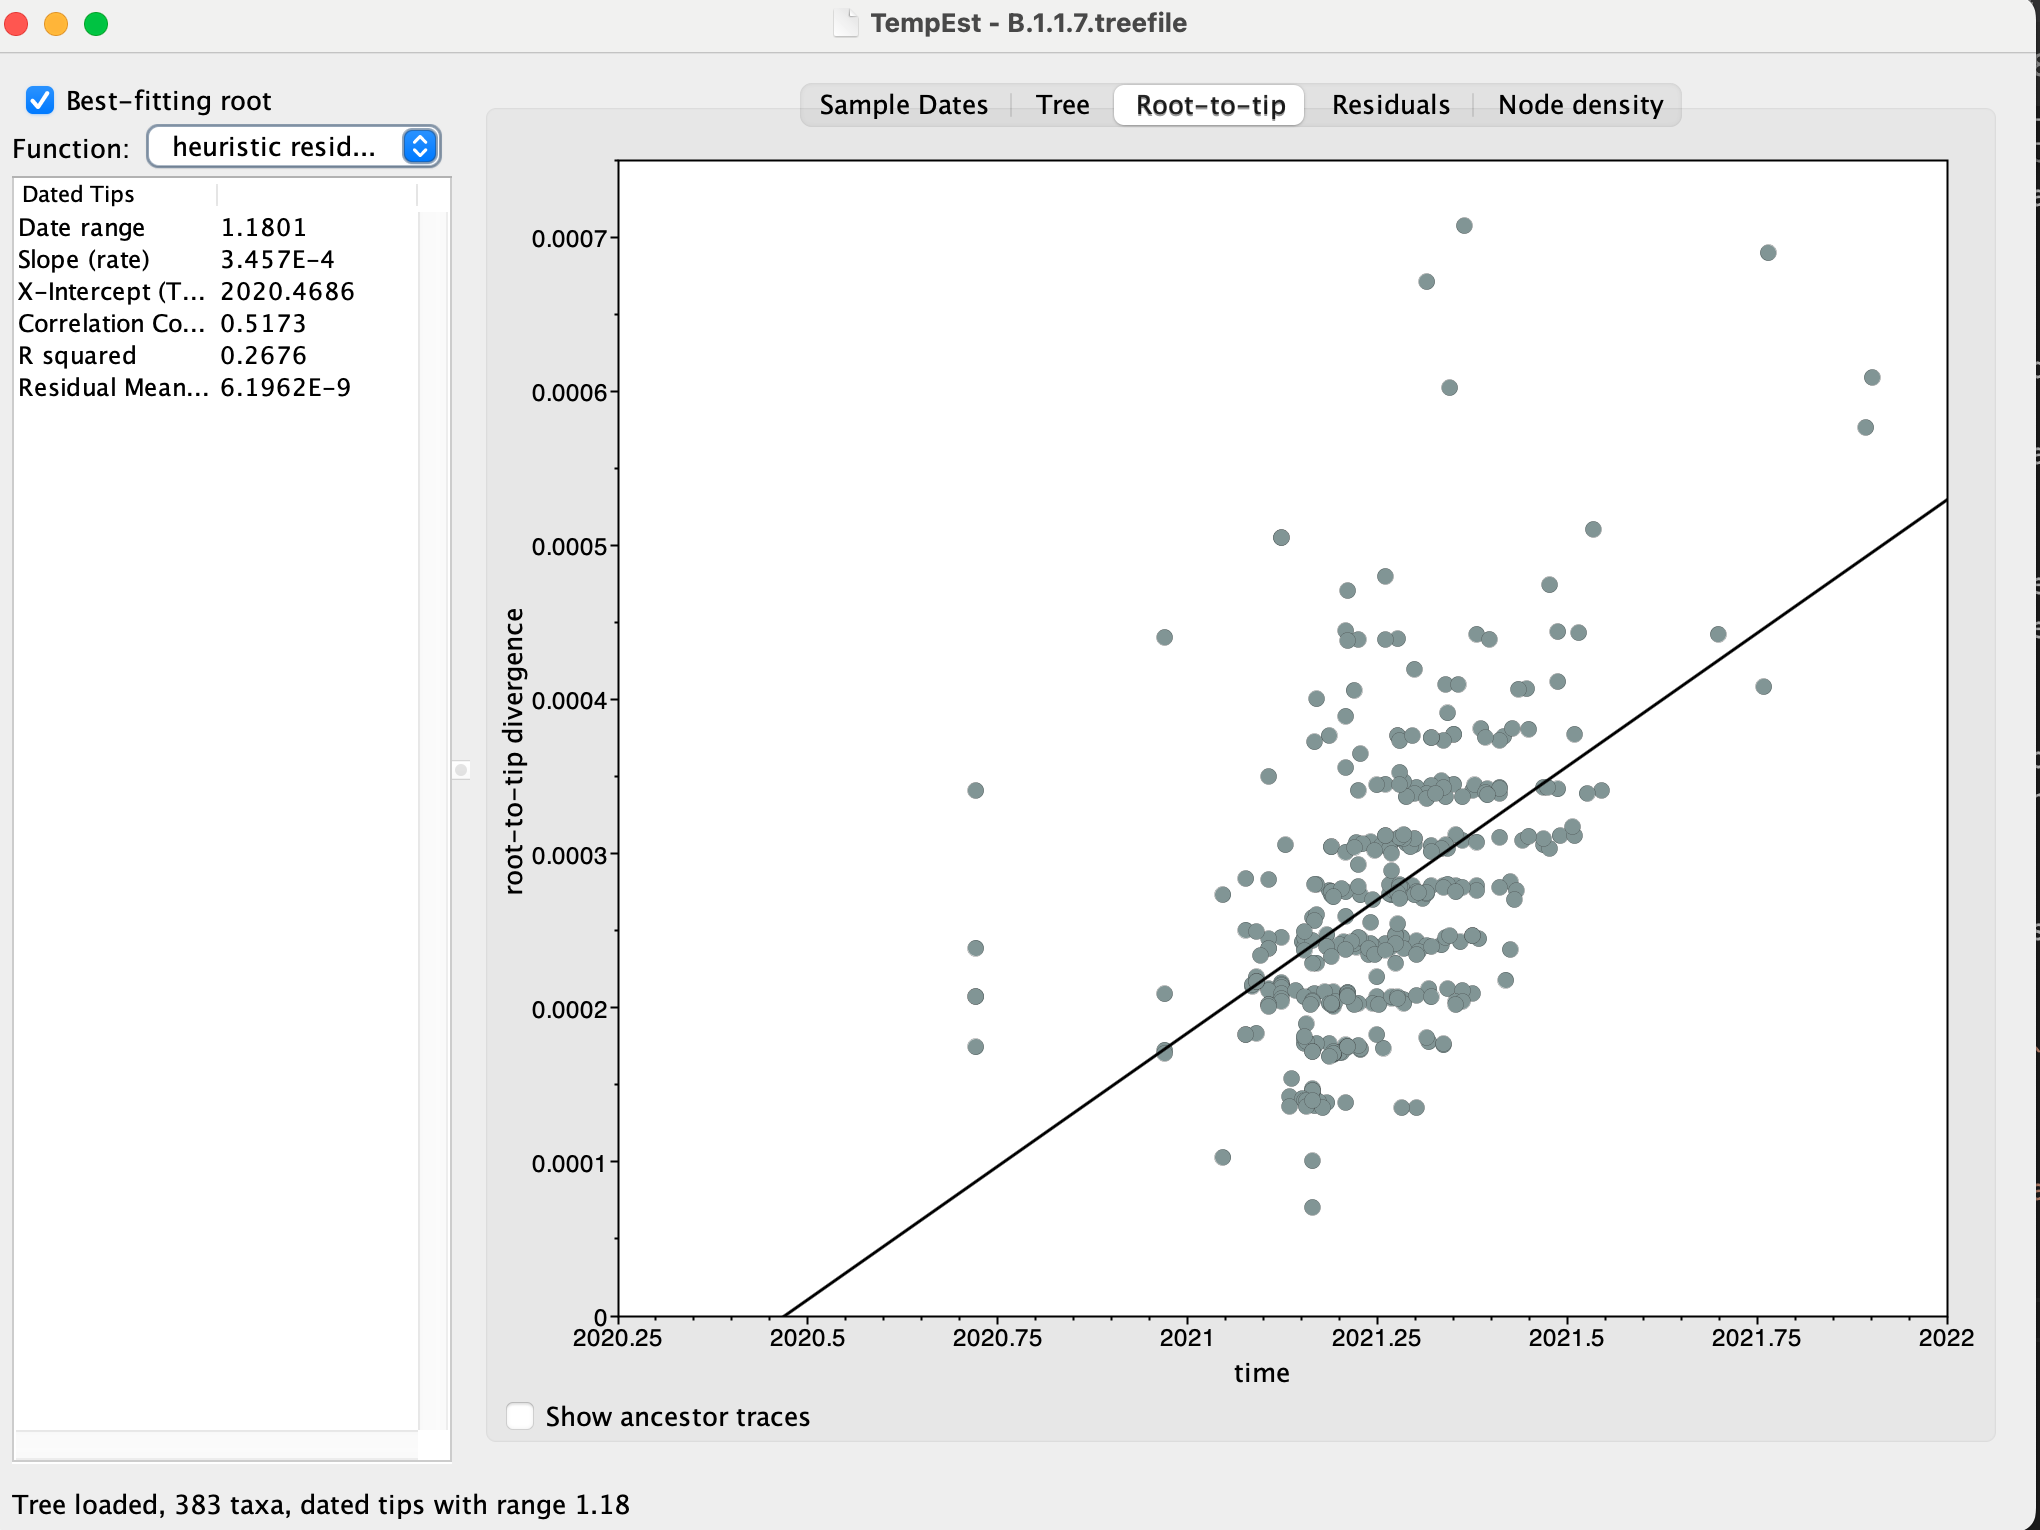 TempEst - B.1.1.7.treefile
Best-fitting root
Function: heuristic resid...
Dated Tips
Date range 1.1801
Slope (rate) 3.457E-4
X-Intercept (T... 2020.4686
Correlation Co... 0.5173
R squared 0.2676
Residual Mean... 6.1962E-9
Sample Dates Tree Root-to-tip Residuals Node density
0.0007
0.0006
0.0005
0.0004
0.0003
0.0002
0.0001
0
root-to-tip divergence
2020.25 2020.5 2020.75 2021 2021.25 2021.5 2021.75 2022
time
Show ancestor traces
Tree loaded, 383 taxa, dated tips with range 1.18